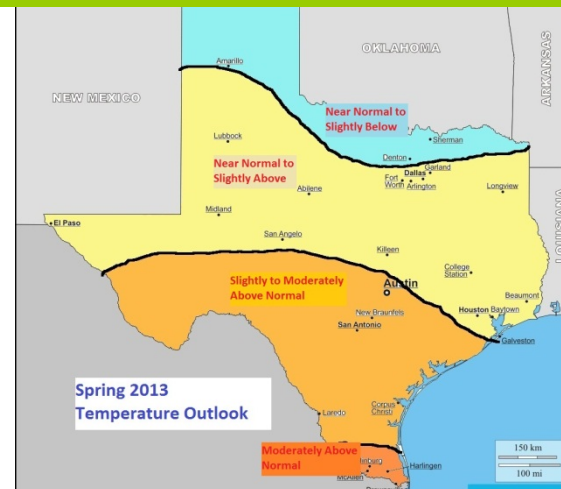 OKLAHOMA
ARKANSAS
NEW MEXICO
Amarillo
Near Normal to
Slightly Below
Sherman
Lubbock
Denton
Near Normal to
Slightly Above
Garland
Dallas
Fort
Worth
Arlington
Abilene
Longview
LOUISIANA
Midland
El Paso
San Angelo
Killeen
Slightly to Moderately
Above Normal
College
Station
Austin
Beaumont
New Braunfels
Houston
Baytown
San Antonio
Galveston
Spring 2013
Temperature Outlook
Corpus
Christi
Laredo
Moderately Above
Normal
Harlingen
McAllen
150 km
100 mi